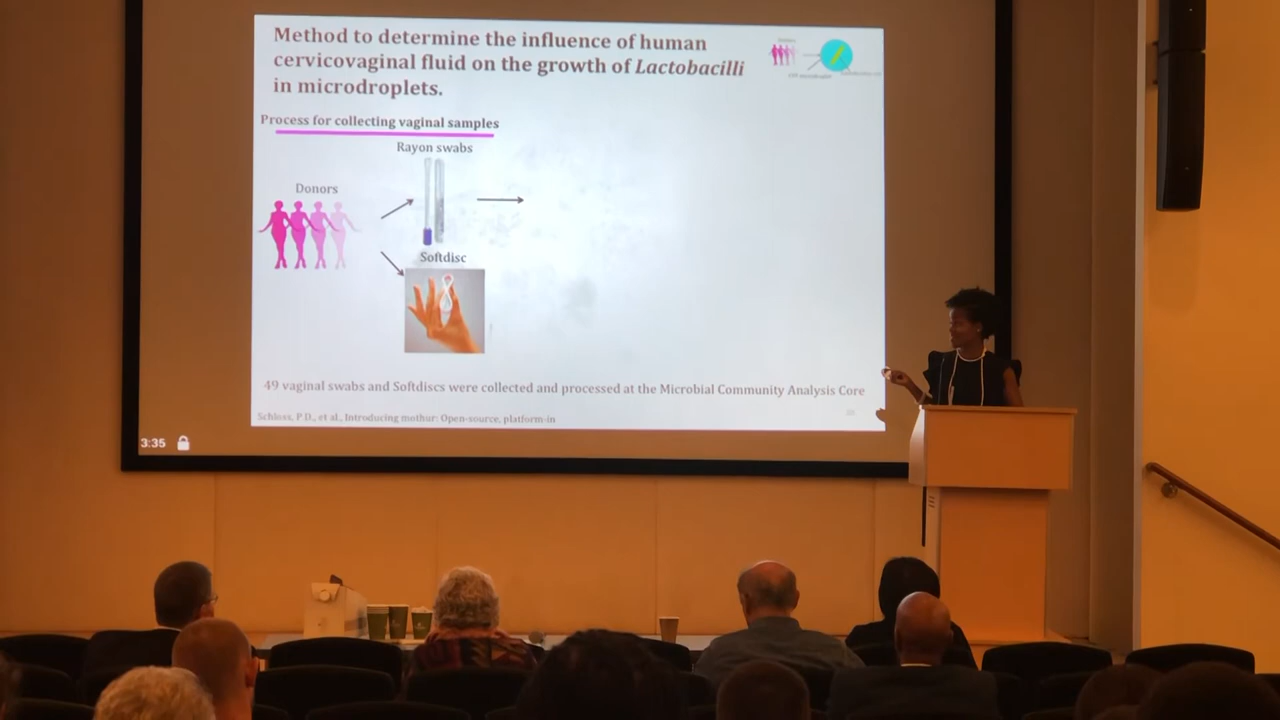 Method to determine the influence of human
cervicovaginal fluid on the growth of Lactobacilli
in microdroplets.
Process for collecting vaginal samples
Rayon swabs
Donors
Softdisc
49 vaginal swabs and Softdiscs were collected and processed at the Microbial Community Analysis Core
Schloss, P.D., et al., Introducing mothur: Open-source, platform-in
3:35